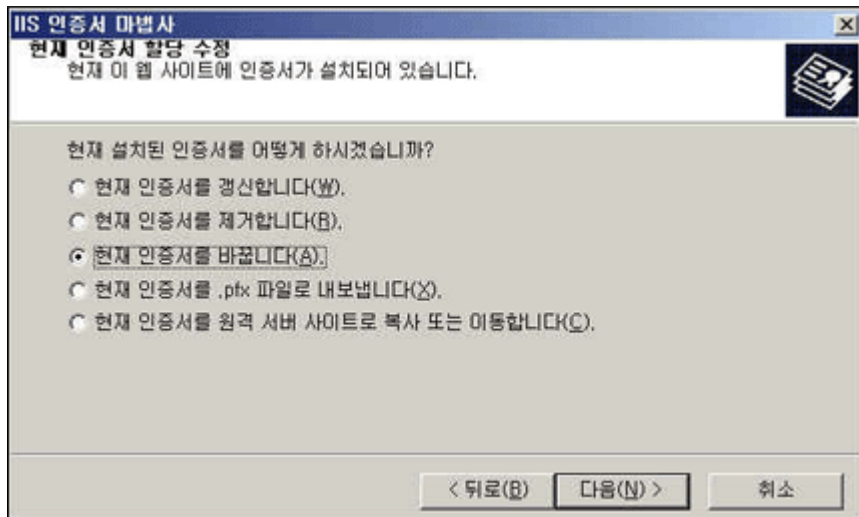 IIS 인증서 마법사
현재 인증서 할당 수정
현재 이 웹 사이트에 인증서가 설치되어 있습니다.
현재 설치된 인증서를 어떻게 하시겠습니까?
현재 인증서를 갱신합니다(W).
현재 인증서를 제거합니다(R).
현재 인증서를 바꿉니다(A).
현재 인증서를 .pfx 파일로 내보냅니다(X).
현재 인증서를 원격 서버 사이트로 복사 또는 이동합니다(C).
< 뒤로(B) 다음(N) > 취소